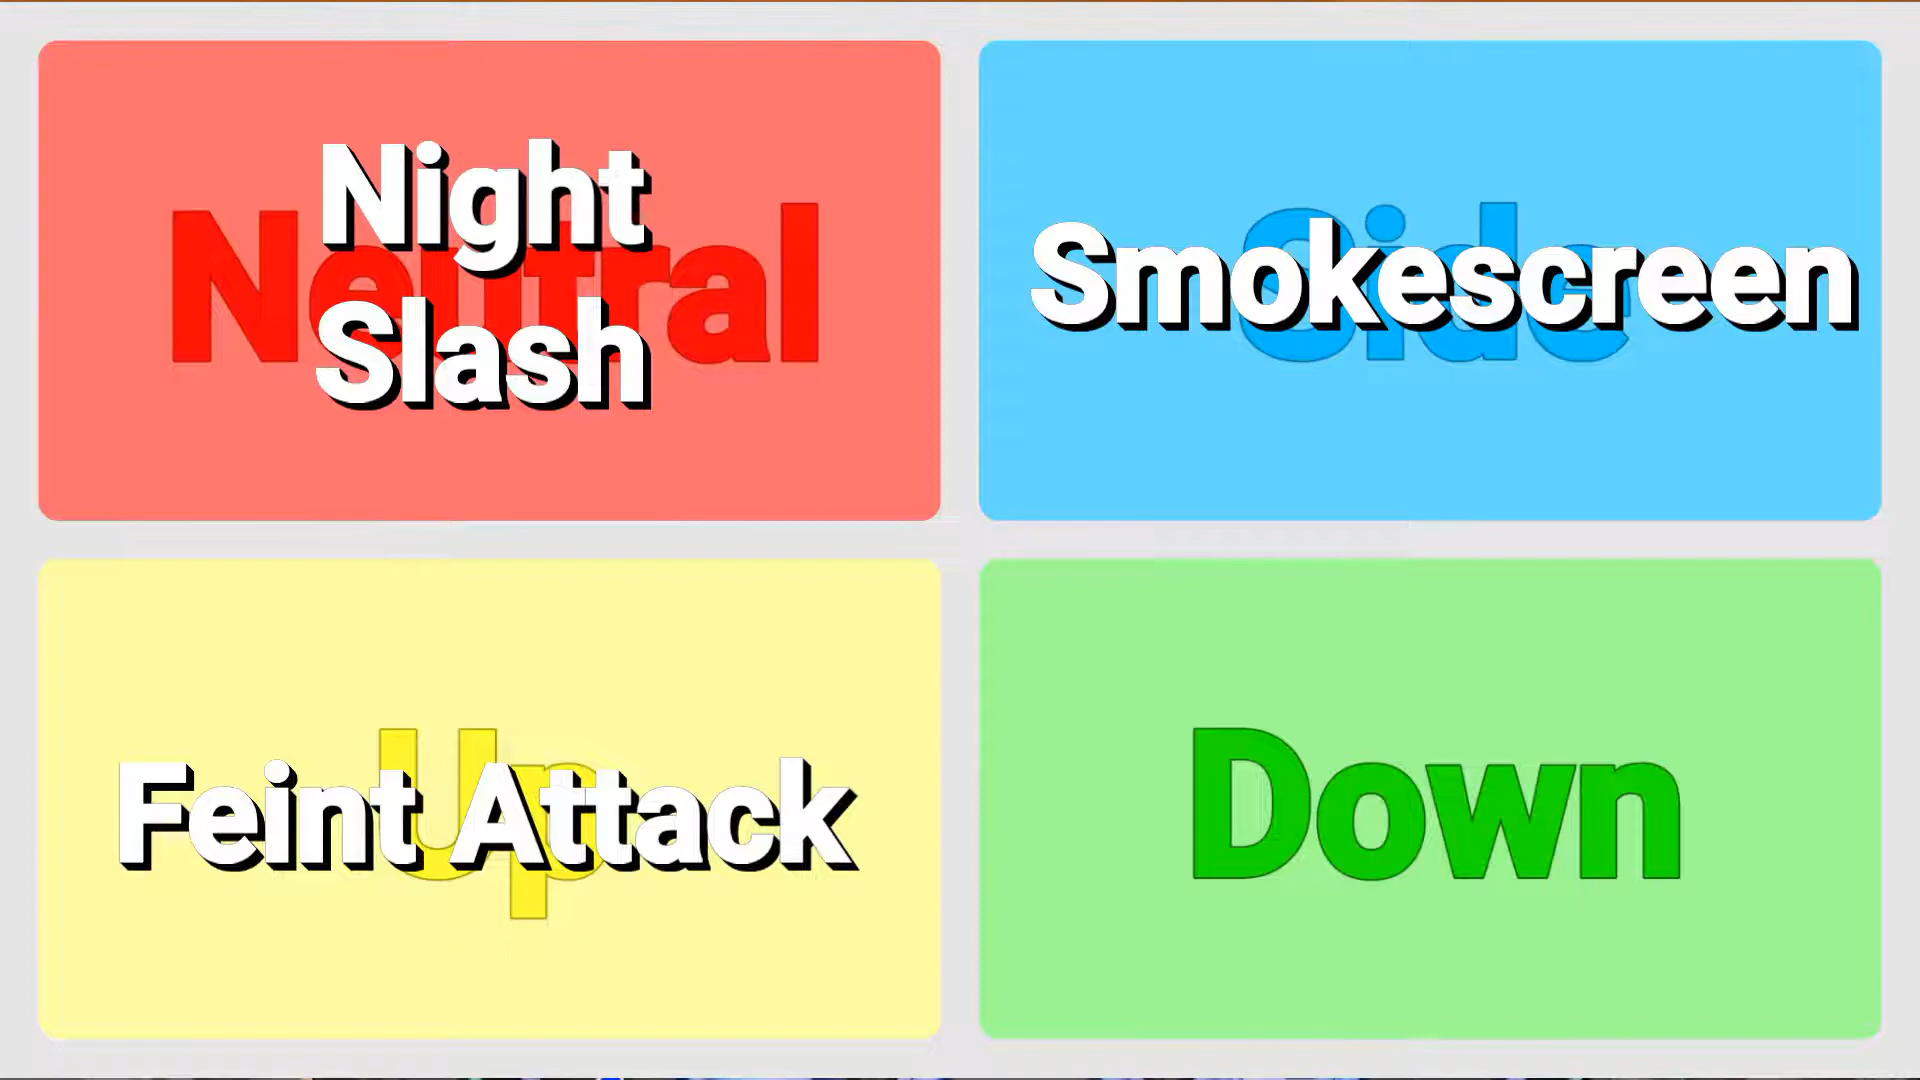 Neutral
Night
Slash
Side
Smokescreen
Up
Feint Attack
Down